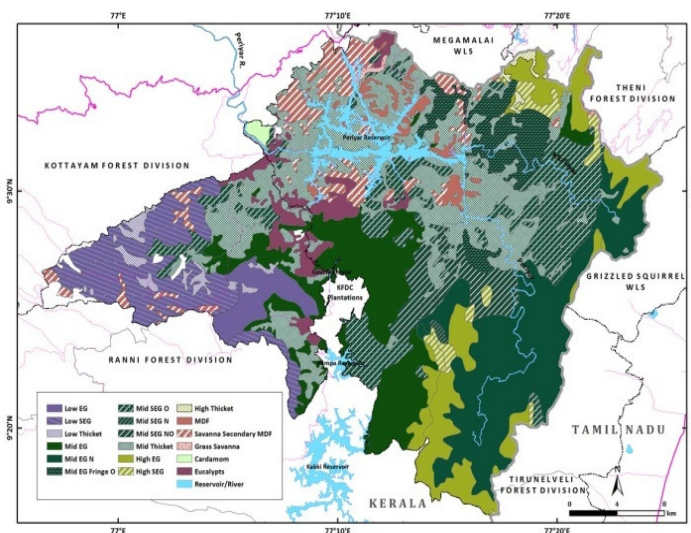 77°E
77°10'E
77°20'E
Periyar R.
MEGAMALAI
WLS
THENI
FOREST DIVISION
Periyar Reservoir
KOTTAYAM FOREST DIVISION
9°30'N
9°30'N
GRIZZLED SQUIRREL
WLS
KFDC
Plantations
RANNI FOREST DIVISION
9°20'N
9°20'N
TAMIL NADU
Kakki Reservoir
TIRUNELVELI
FOREST DIVISION
KERALA
N
0 4 8
km
Low EG
Low SEG
Low Thicket
Mid EG
Mid EG N
Mid EG Fringe O
Mid SEG O
Mid SEG N
Mid SEG NO
Mid Thicket
High EG
High SEG
High Thicket
MDF
Savanna Secondary MDF
Grass Savanna
Cardamom
Eucalypts
Reservoir/River
77°E
77°10'E
77°20'E